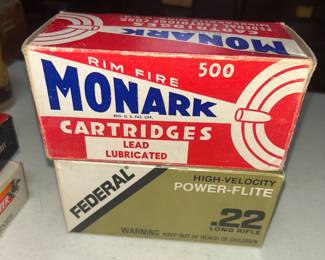 MONARK
RIM FIRE
500
MONARK
REG. U.S. PAT. OFF.
CARTRIDGES
LEAD
LUBRICATED
FEDERAL
HIGH-VELOCITY
POWER-FLITE
.22
LONG RIFLE
WARNING KEEP OUT OF REACH OF CHILDREN